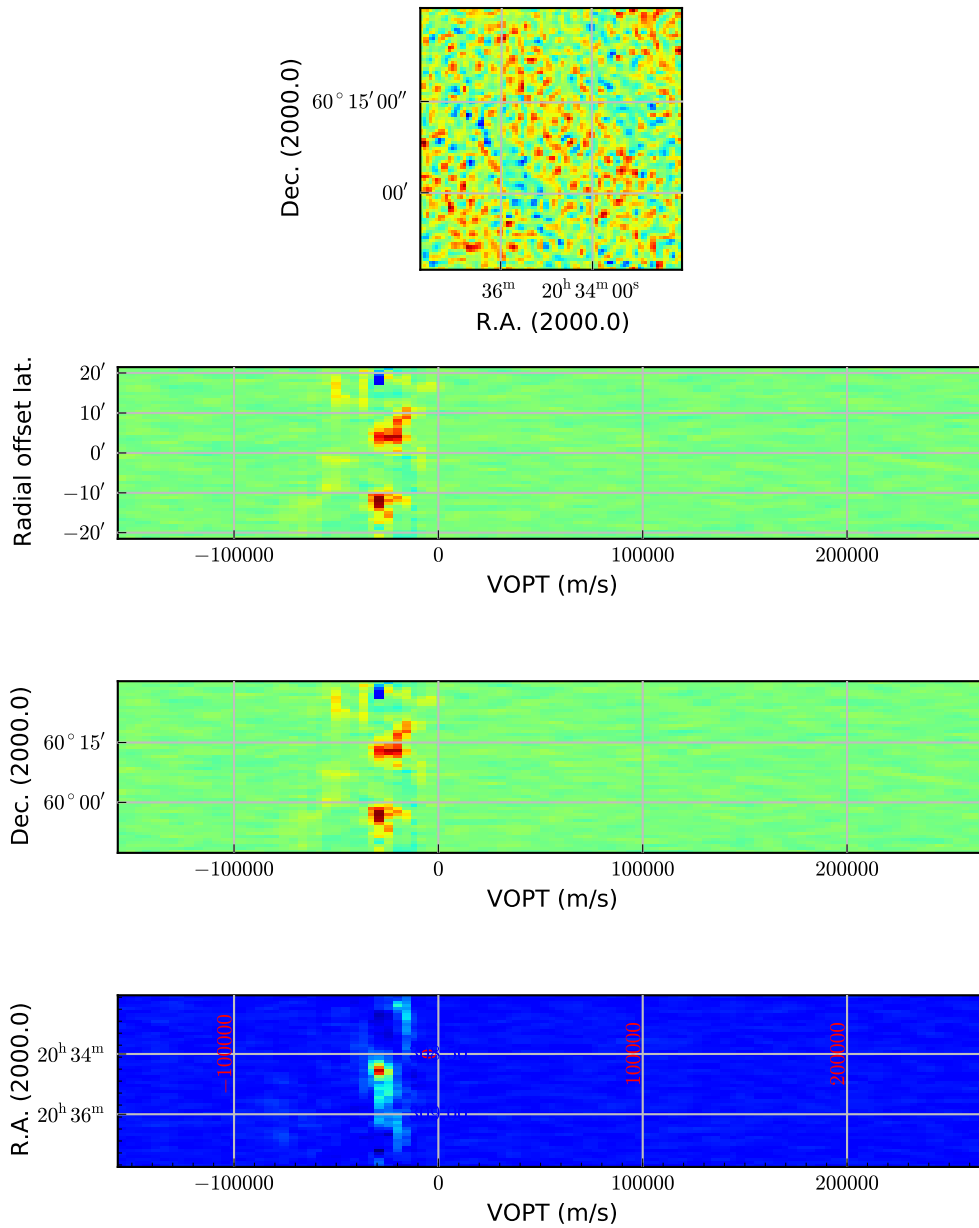 Dec. (2000.0)
60° 15′ 00″
00′
36ᵐ 20ʰ 34ᵐ 00ˢ
R.A. (2000.0)
Radial offset lat.
20′
10′
0′
−10′
−20′
−100000 0 100000 200000
VOPT (m/s)
Dec. (2000.0)
60° 15′
60° 00′
−100000 0 100000 200000
VOPT (m/s)
R.A. (2000.0)
20ʰ 34ᵐ
20ʰ 36ᵐ
−100000 100000 200000
−100000 0 100000 200000
VOPT (m/s)